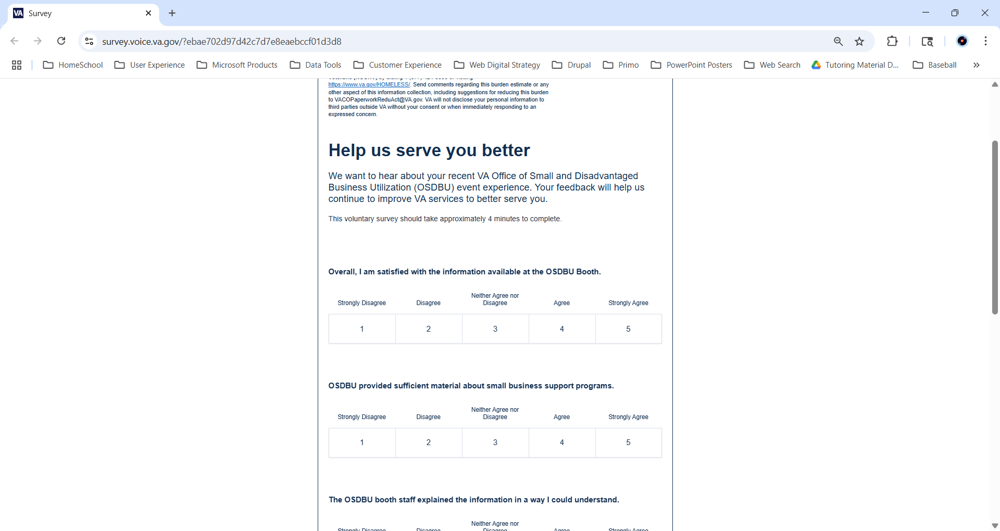 VA Survey
survey.voice.va.gov/?ebae702d97d42c7d7e8eaebccf01d3d8
HomeSchool User Experience Microsoft Products Data Tools Customer Experience Web Digital Strategy Drupal Primo PowerPoint Posters Web Search Tutoring Material D... Baseball
https://www.va.gov/HOMELESS/. Send comments regarding this burden estimate or any
other aspect of this information collection, including suggestions for reducing this burden
to VACOPaperworkReduAct@VA.gov. VA will not disclose your personal information to
third parties outside VA without your consent or when immediately responding to an
expressed concern.
Help us serve you better
We want to hear about your recent VA Office of Small and Disadvantaged
Business Utilization (OSDBU) event experience. Your feedback will help us
continue to improve VA services to better serve you.
This voluntary survey should take approximately 4 minutes to complete.
Overall, I am satisfied with the information available at the OSDBU Booth.
Neither Agree nor
Strongly Disagree Disagree Disagree Agree Strongly Agree
1 2 3 4 5
OSDBU provided sufficient material about small business support programs.
Neither Agree nor
Strongly Disagree Disagree Disagree Agree Strongly Agree
1 2 3 4 5
The OSDBU booth staff explained the information in a way I could understand.
Neither Agree nor
Strongly Disagree Disagree Disagree Agree Strongly Agree